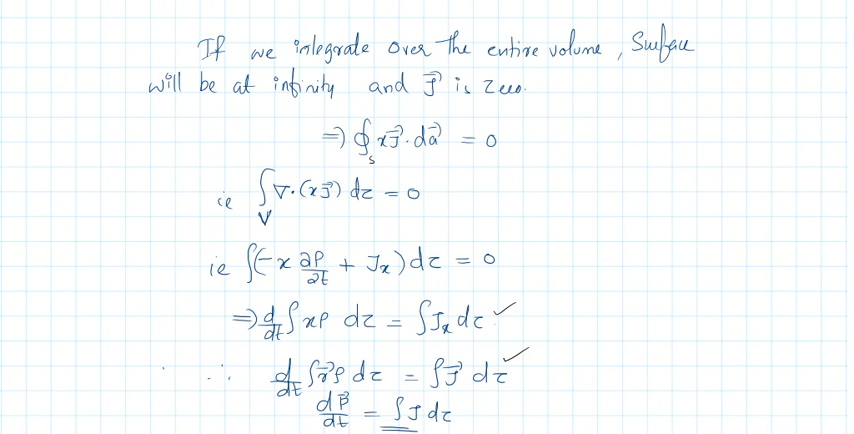 If we integrate over the entire volume, Surface
will be at infinity and J⃗ is zero.
⇒ ∮ₛ xJ⃗·da⃗ = 0
ie ∫_V ∇·(xJ⃗) dτ = 0
ie ∫(-x ∂ρ/∂t + Jₓ) dτ = 0
⇒ d/dt ∫ xρ dτ = ∫ Jₓ dτ ✓
∴ d/dt ∫ r⃗ρ dτ = ∫ J⃗ dτ ✓
dp⃗/dt = ∫ J dτ